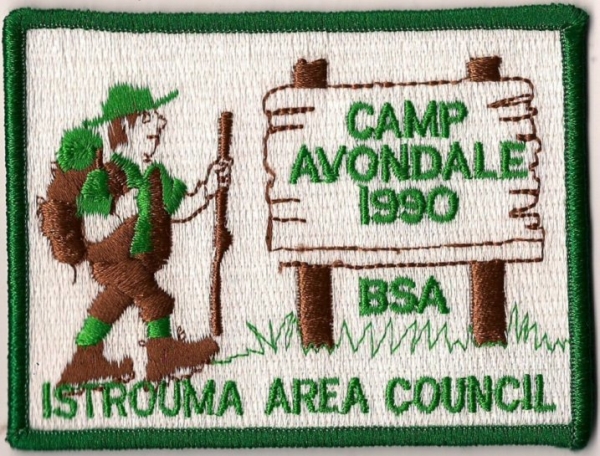 CAMP
AVONDALE
1990
BSA
ISTROUMA AREA COUNCIL